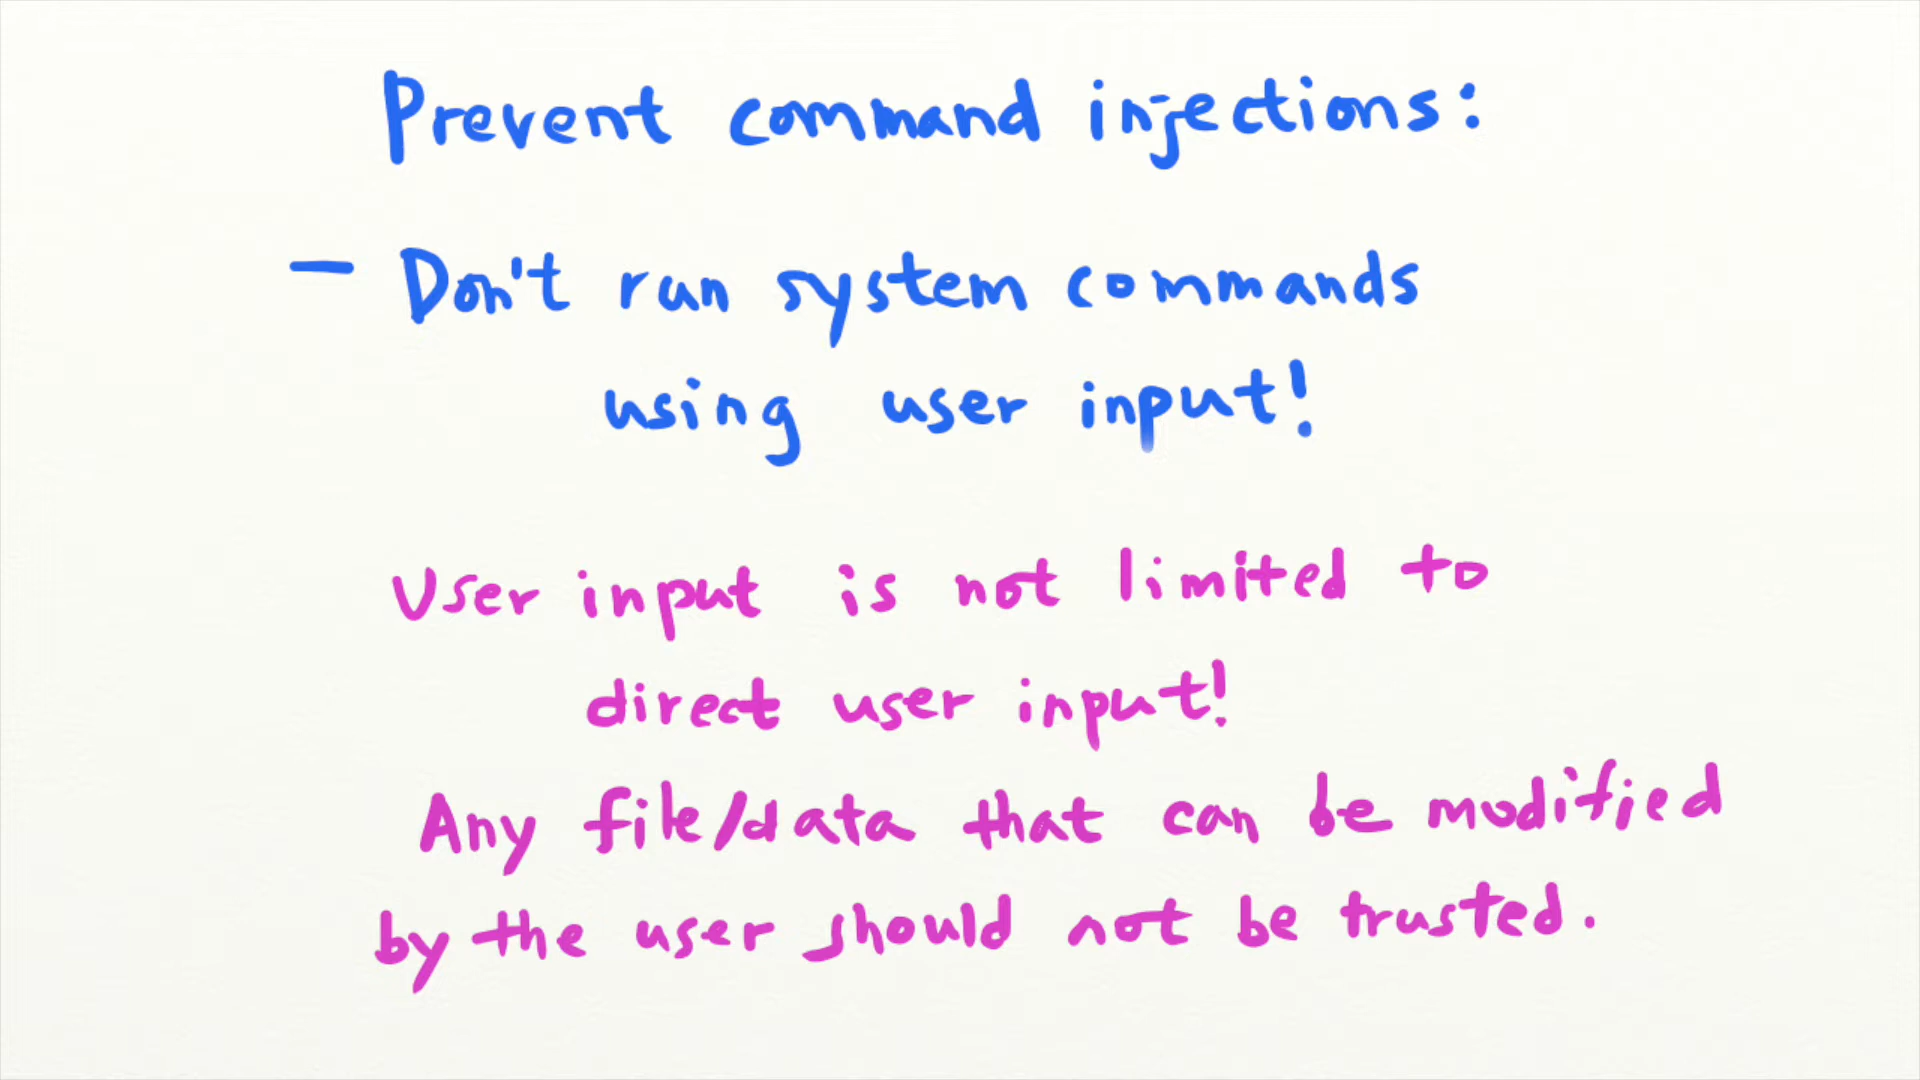 Prevent command injections:
- Don't run system commands
using user input!
User input is not limited to
direct user input!
Any file/data that can be modified
by the user should not be trusted.